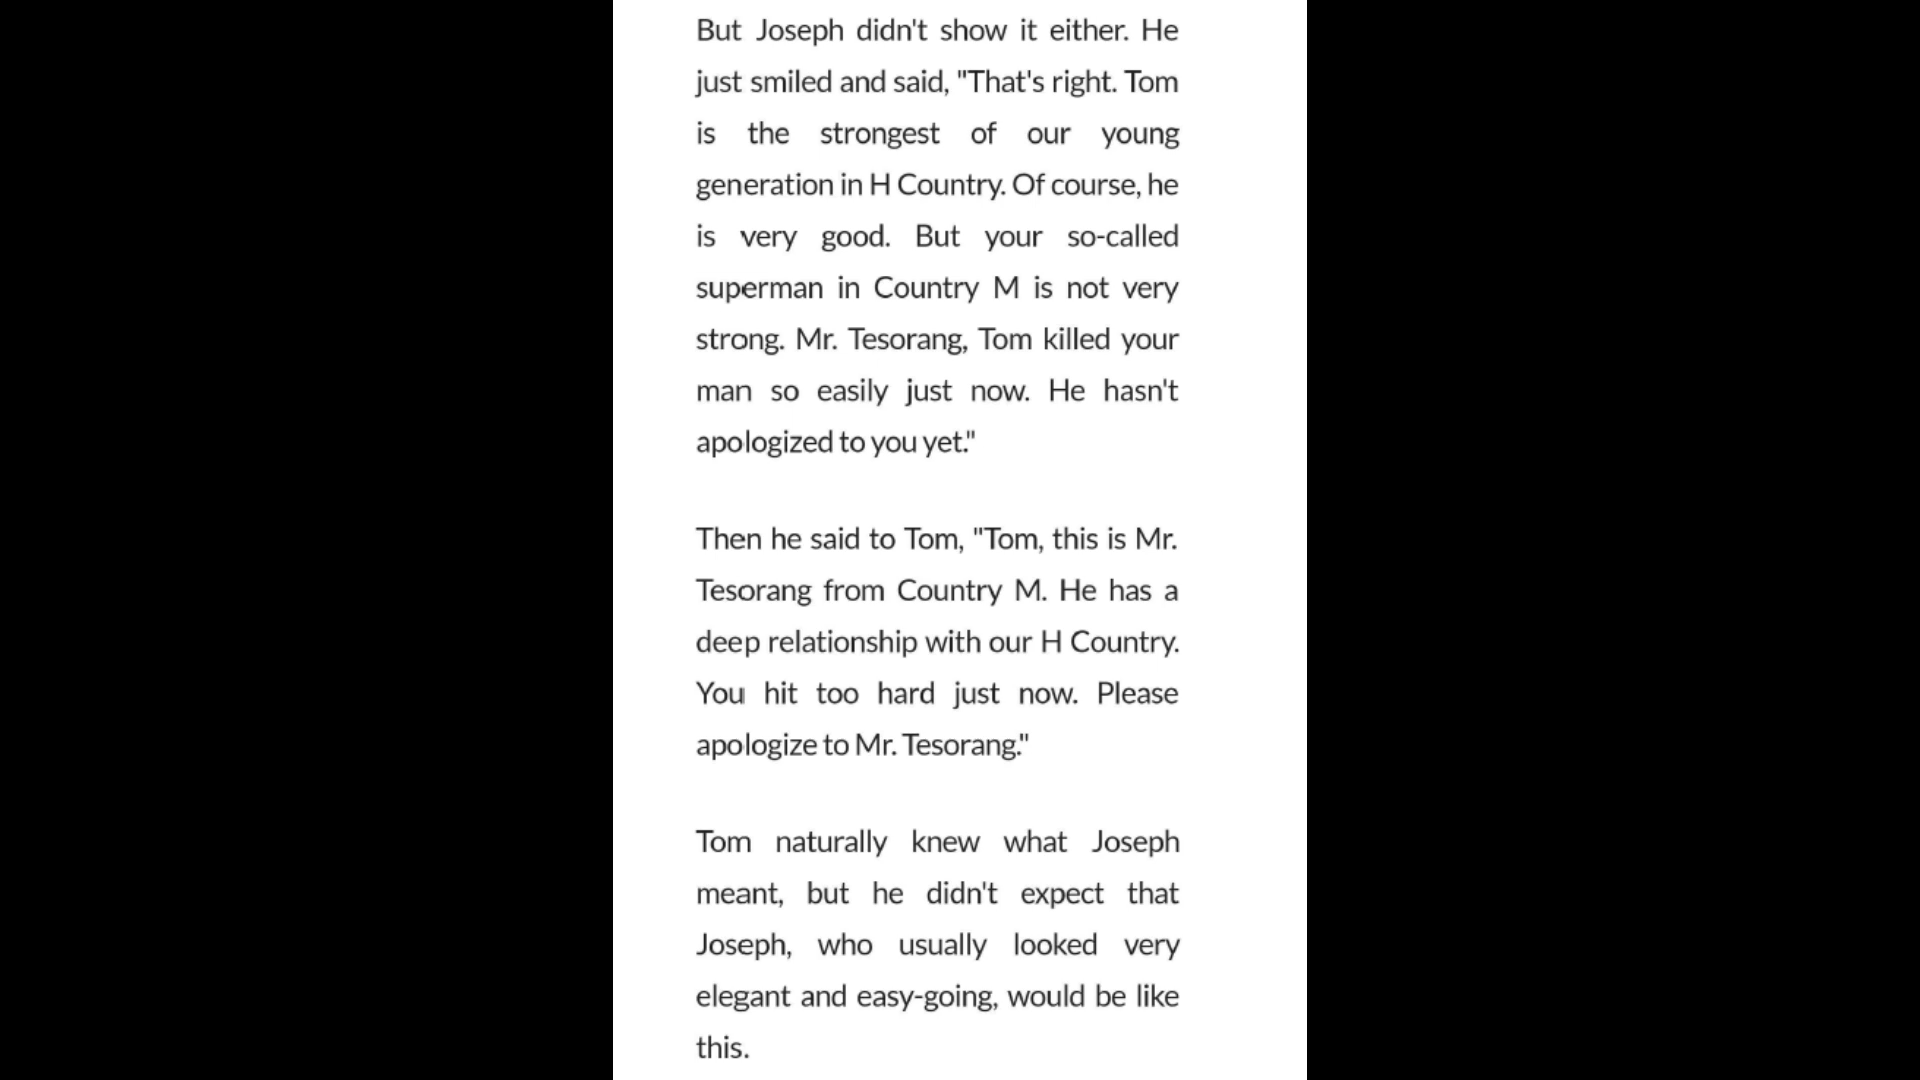 But Joseph didn't show it either. He
just smiled and said, "That's right. Tom
is the strongest of our young
generation in H Country. Of course, he
is very good. But your so-called
superman in Country M is not very
strong. Mr. Tesorang, Tom killed your
man so easily just now. He hasn't
apologized to you yet."
Then he said to Tom, "Tom, this is Mr.
Tesorang from Country M. He has a
deep relationship with our H Country.
You hit too hard just now. Please
apologize to Mr. Tesorang."
Tom naturally knew what Joseph
meant, but he didn't expect that
Joseph, who usually looked very
elegant and easy-going, would be like
this.